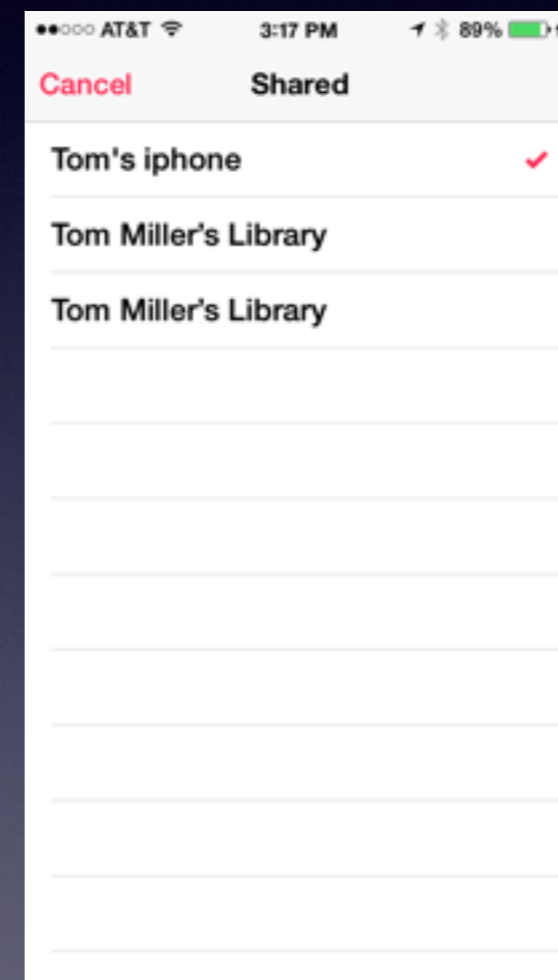 AT&T 3:17 PM 89%
Cancel Shared
Tom's iphone
Tom Miller's Library
Tom Miller's Library